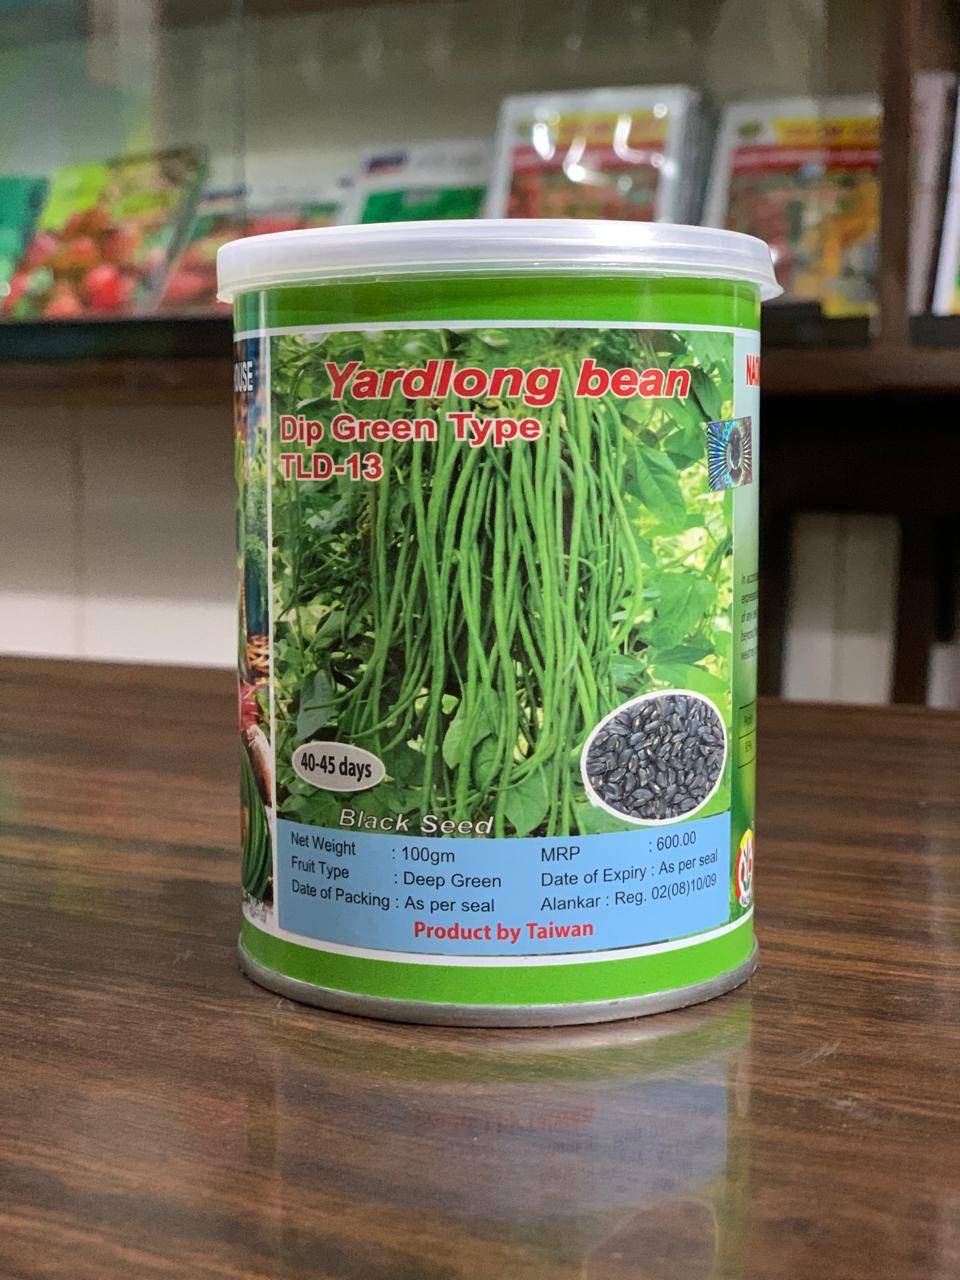 Yardlong bean
Dip Green Type
TLD-13
40-45 days
Black Seed
Net Weight : 100gm
Fruit Type : Deep Green
Date of Packing : As per seal
MRP : 600.00
Date of Expiry : As per seal
Alankar : Reg. 02(08)10/09
Product by Taiwan